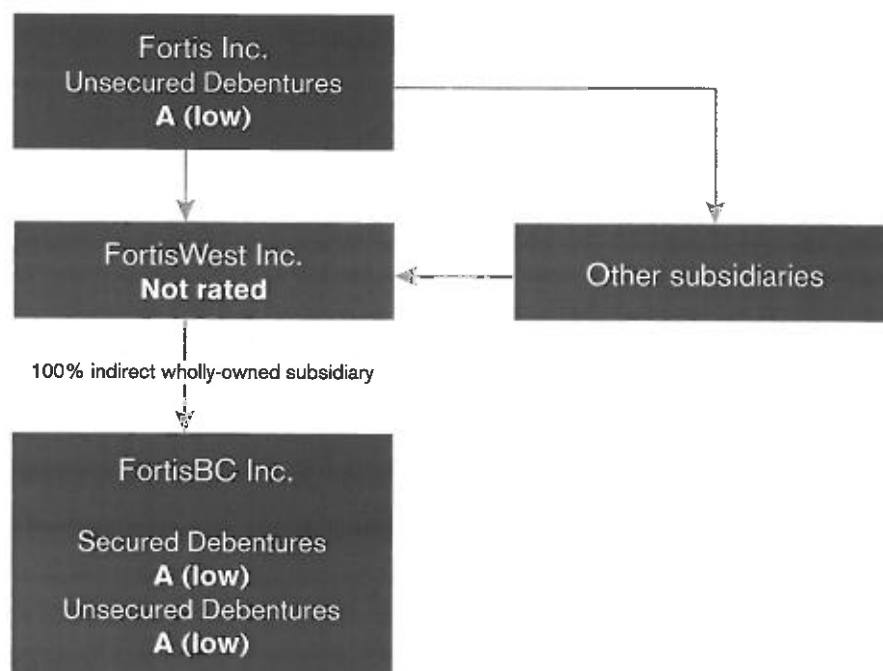 Fortis Inc.
Unsecured Debentures
A (low)
FortisWest Inc.
Not rated
Other subsidiaries
100% indirect wholly-owned subsidiary
FortisBC Inc.
Secured Debentures
A (low)
Unsecured Debentures
A (low)